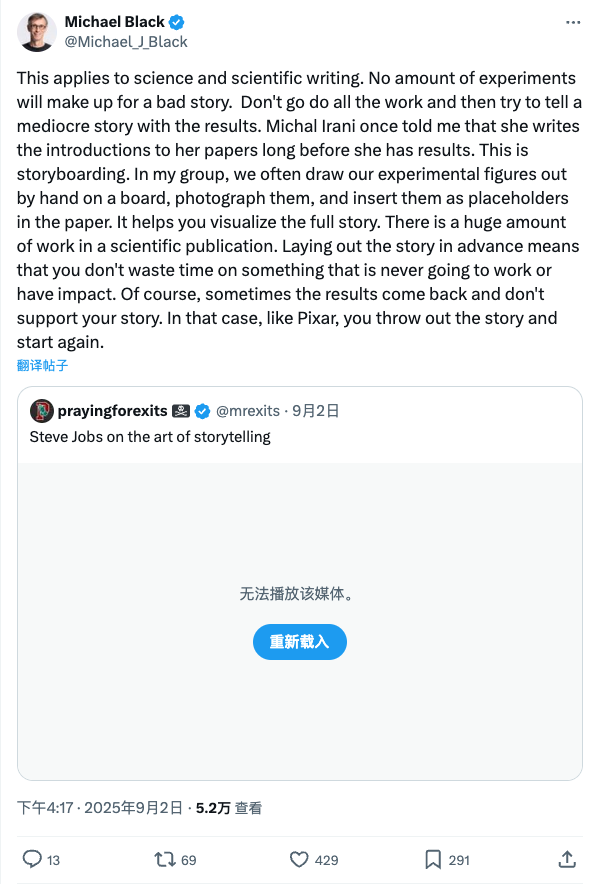 Michael Black
@Michael_J_Black
This applies to science and scientific writing. No amount of experiments
will make up for a bad story.  Don't go do all the work and then try to tell a
mediocre story with the results. Michal Irani once told me that she writes
the introductions to her papers long before she has results. This is
storyboarding. In my group, we often draw our experimental figures out
by hand on a board, photograph them, and insert them as placeholders
in the paper. It helps you visualize the full story. There is a huge amount
of work in a scientific publication. Laying out the story in advance means
that you don't waste time on something that is never going to work or
have impact. Of course, sometimes the results come back and don't
support your story. In that case, like Pixar, you throw out the story and
start again.
翻译帖子
prayingforexits 🏴‍☠️ @mrexits · 9月2日
Steve Jobs on the art of storytelling
无法播放该媒体。
重新载入
下午4:17 · 2025年9月2日 · 5.2万 查看
13 69 429 291